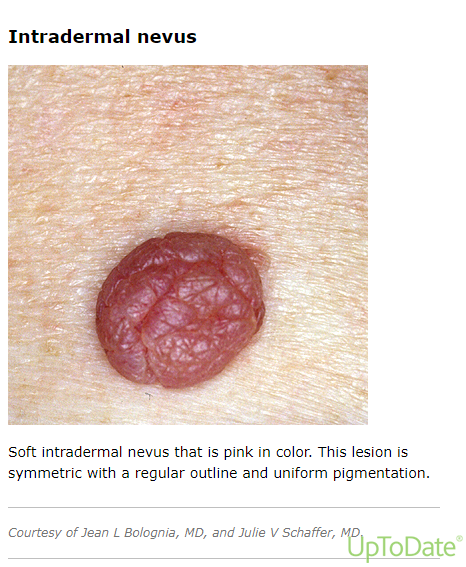 Intradermal nevus
Soft intradermal nevus that is pink in color. This lesion is
symmetric with a regular outline and uniform pigmentation.
Courtesy of Jean L Bolognia, MD, and Julie V Schaffer, MD.
UpToDate®